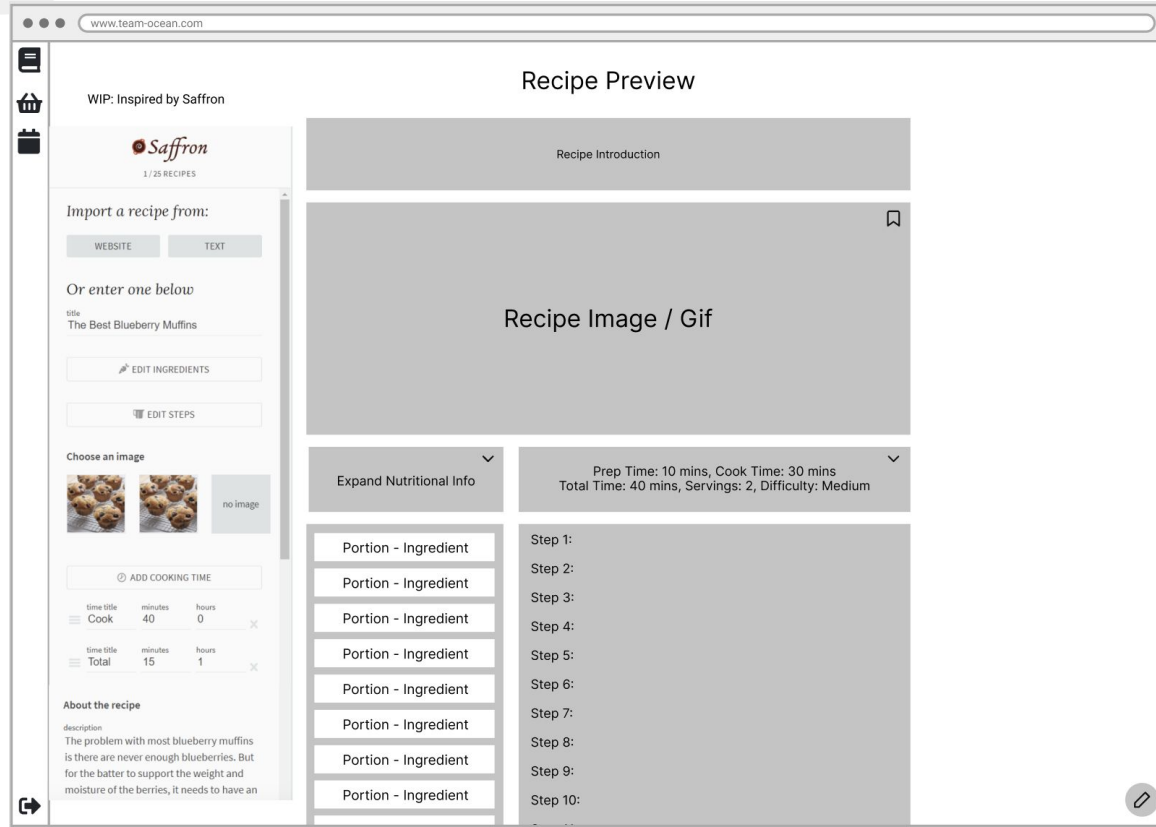 www.team-ocean.com
WIP: Inspired by Saffron
Saffron
1 / 25 RECIPES
Import a recipe from:
WEBSITE
TEXT
Or enter one below
title
The Best Blueberry Muffins
EDIT INGREDIENTS
EDIT STEPS
Choose an image
no image
ADD COOKING TIME
time title minutes hours
Cook 40 0 x
time title minutes hours
Total 15 1 x
About the recipe
description
The problem with most blueberry muffins
is there are never enough blueberries. But
for the batter to support the weight and
moisture of the berries, it needs to have an
Recipe Preview
Recipe Introduction
Recipe Image / Gif
Expand Nutritional Info
Prep Time: 10 mins, Cook Time: 30 mins
Total Time: 40 mins, Servings: 2, Difficulty: Medium
Portion - Ingredient
Portion - Ingredient
Portion - Ingredient
Portion - Ingredient
Portion - Ingredient
Portion - Ingredient
Portion - Ingredient
Portion - Ingredient
Step 1:
Step 2:
Step 3:
Step 4:
Step 5:
Step 6:
Step 7:
Step 8:
Step 9:
Step 10: